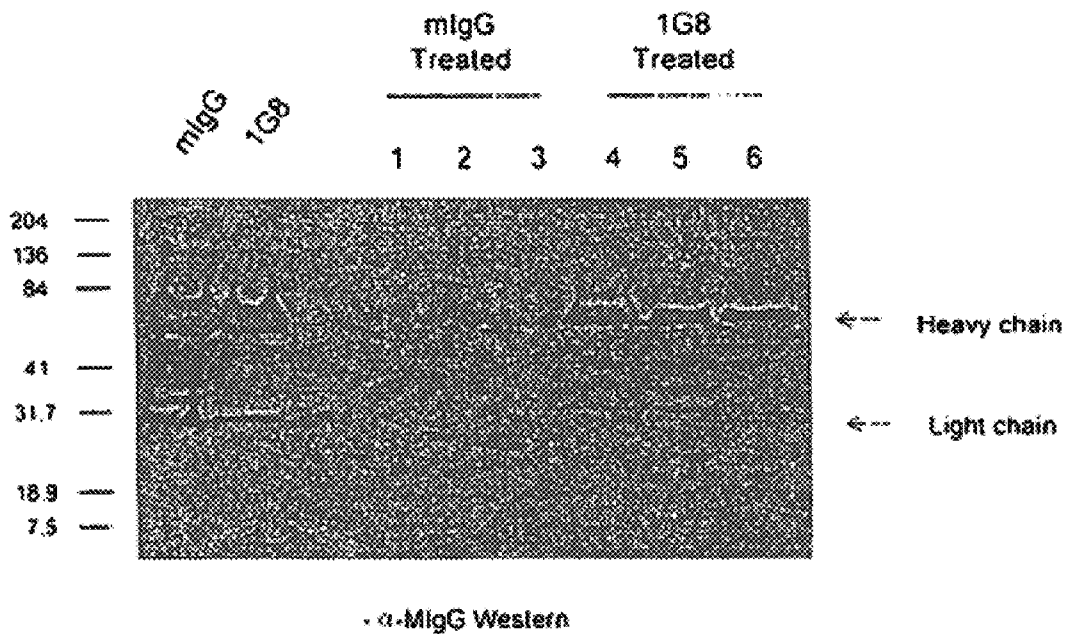 mIgG Treated
1G8 Treated
mIgG 1G8
1 2 3 4 5 6
204
136
84
41
31.7
18.9
7.5
Heavy chain
Light chain
α-MIgG Western